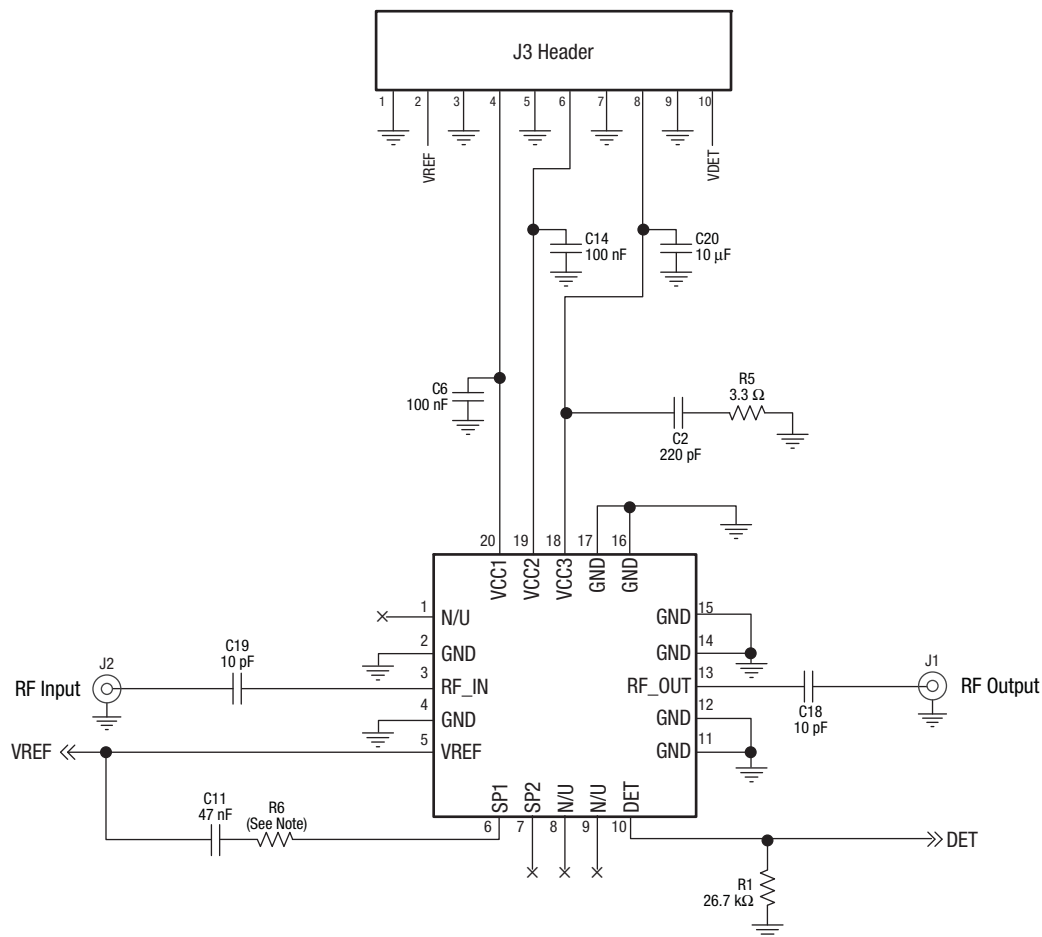 J3 Header
1 2 3 4 5 6 7 8 9 10
VREF
VDET
C14
100 nF
C20
10 μF
C6
100 nF
R5
3.3 Ω
C2
220 pF
20 19 18 17 16
VCC1 VCC2 VCC3 GND GND
1 N/U
2 GND
3 RF_IN
4 GND
5 VREF
GND 15
GND 14
RF_OUT 13
GND 12
GND 11
C19
10 pF
J2
RF Input
J1
RF Output
C18
10 pF
VREF
SP1 SP2 N/U N/U DET
6 7 8 9 10
C11
47 nF
R6
(See Note)
DET
R1
26.7 kΩ